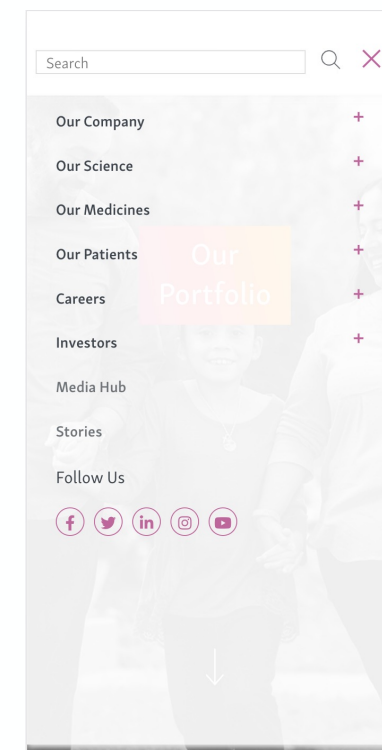 Search
Our Company
Our Science
Our Medicines
Our Patients
Our
Portfolio
Careers
Investors
Media Hub
Stories
Follow Us